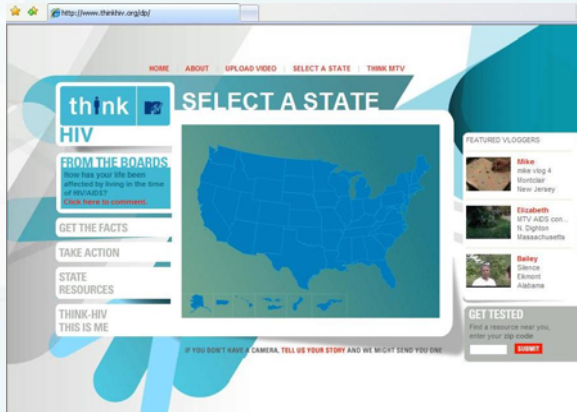 http://www.thinkhiv.org/dp/
HOME | ABOUT | UPLOAD VIDEO | SELECT A STATE | THINK MTV
think
HIV
SELECT A STATE
FROM THE BOARDS
How has your life been
affected by living in the time
of HIV/AIDS?
Click here to comment.
GET THE FACTS
TAKE ACTION
STATE
RESOURCES
THINK-HIV
THIS IS ME
IF YOU DON'T HAVE A CAMERA, TELL US YOUR STORY AND WE MIGHT SEND YOU ONE
FEATURED VLOGGERS
Mike
mike vlog 4
Montclair
New Jersey
Elizabeth
MTV AIDS con...
N. Dighton
Massachusetts
Bailey
Silence
Elkmont
Alabama
GET TESTED
Find a resource near you,
enter your zip code
SUBMIT